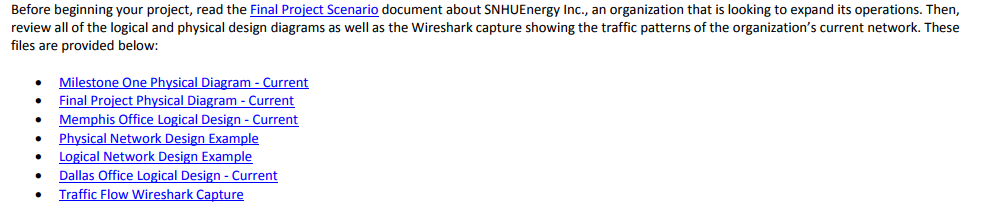 Before beginning your project, read the Final Project Scenario document about SNHUEnergy Inc., an organization that is looking to expand its operations. Then,
review all of the logical and physical design diagrams as well as the Wireshark capture showing the traffic patterns of the organization's current network. These
files are provided below:
• Milestone One Physical Diagram - Current
• Final Project Physical Diagram - Current
• Memphis Office Logical Design - Current
• Physical Network Design Example
• Logical Network Design Example
• Dallas Office Logical Design - Current
• Traffic Flow Wireshark Capture